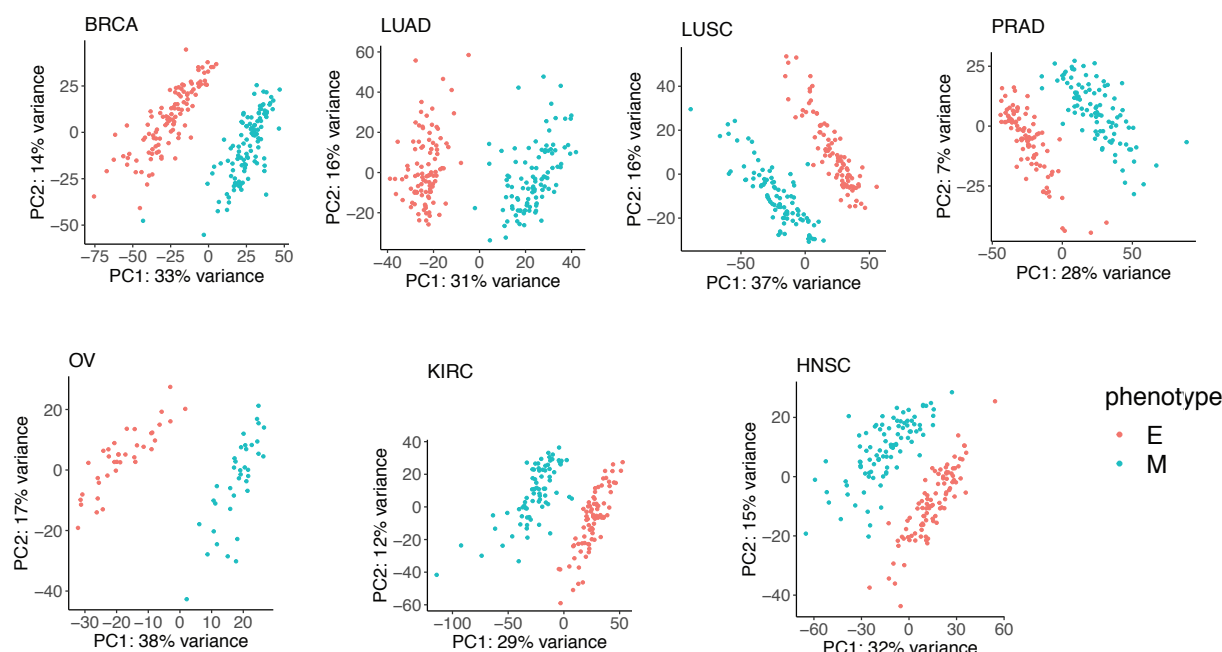 BRCA
25
0
−25
−50
−75 −50 −25 0 25 50
PC2: 14% variance
PC1: 33% variance
LUAD
60
40
20
0
−20
−40 −20 0 20 40
PC2: 16% variance
PC1: 31% variance
LUSC
40
20
0
−20
−50 0 50
PC2: 16% variance
PC1: 37% variance
PRAD
25
0
−25
−50 0 50
PC2: 7% variance
PC1: 28% variance
OV
20
0
−20
−40
−30 −20 −10 0 10 20
PC2: 17% variance
PC1: 38% variance
KIRC
40
20
0
−20
−40
−60
−100 −50 0 50
PC2: 12% variance
PC1: 29% variance
HNSC
20
0
−20
−40
−60 −30 0 30 60
PC2: 15% variance
PC1: 32% variance
phenotype
E
M